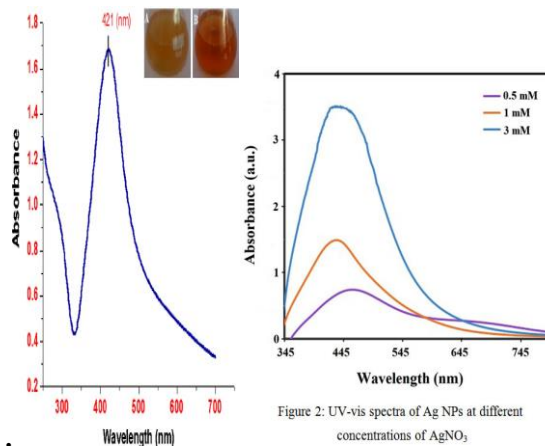 421 (nm)
A
B
1.8
1.6
1.4
1.2
1.0
0.8
0.6
0.4
0.2
Absorbance
300
400
500
600
700
Wavelength (nm)
4
3
2
1
0
Absorbance (a.u.)
0.5 mM
1 mM
3 mM
345
445
545
645
745
Wavelength (nm)
Figure 2: UV-vis spectra of Ag NPs at different
concentrations of AgNO₃